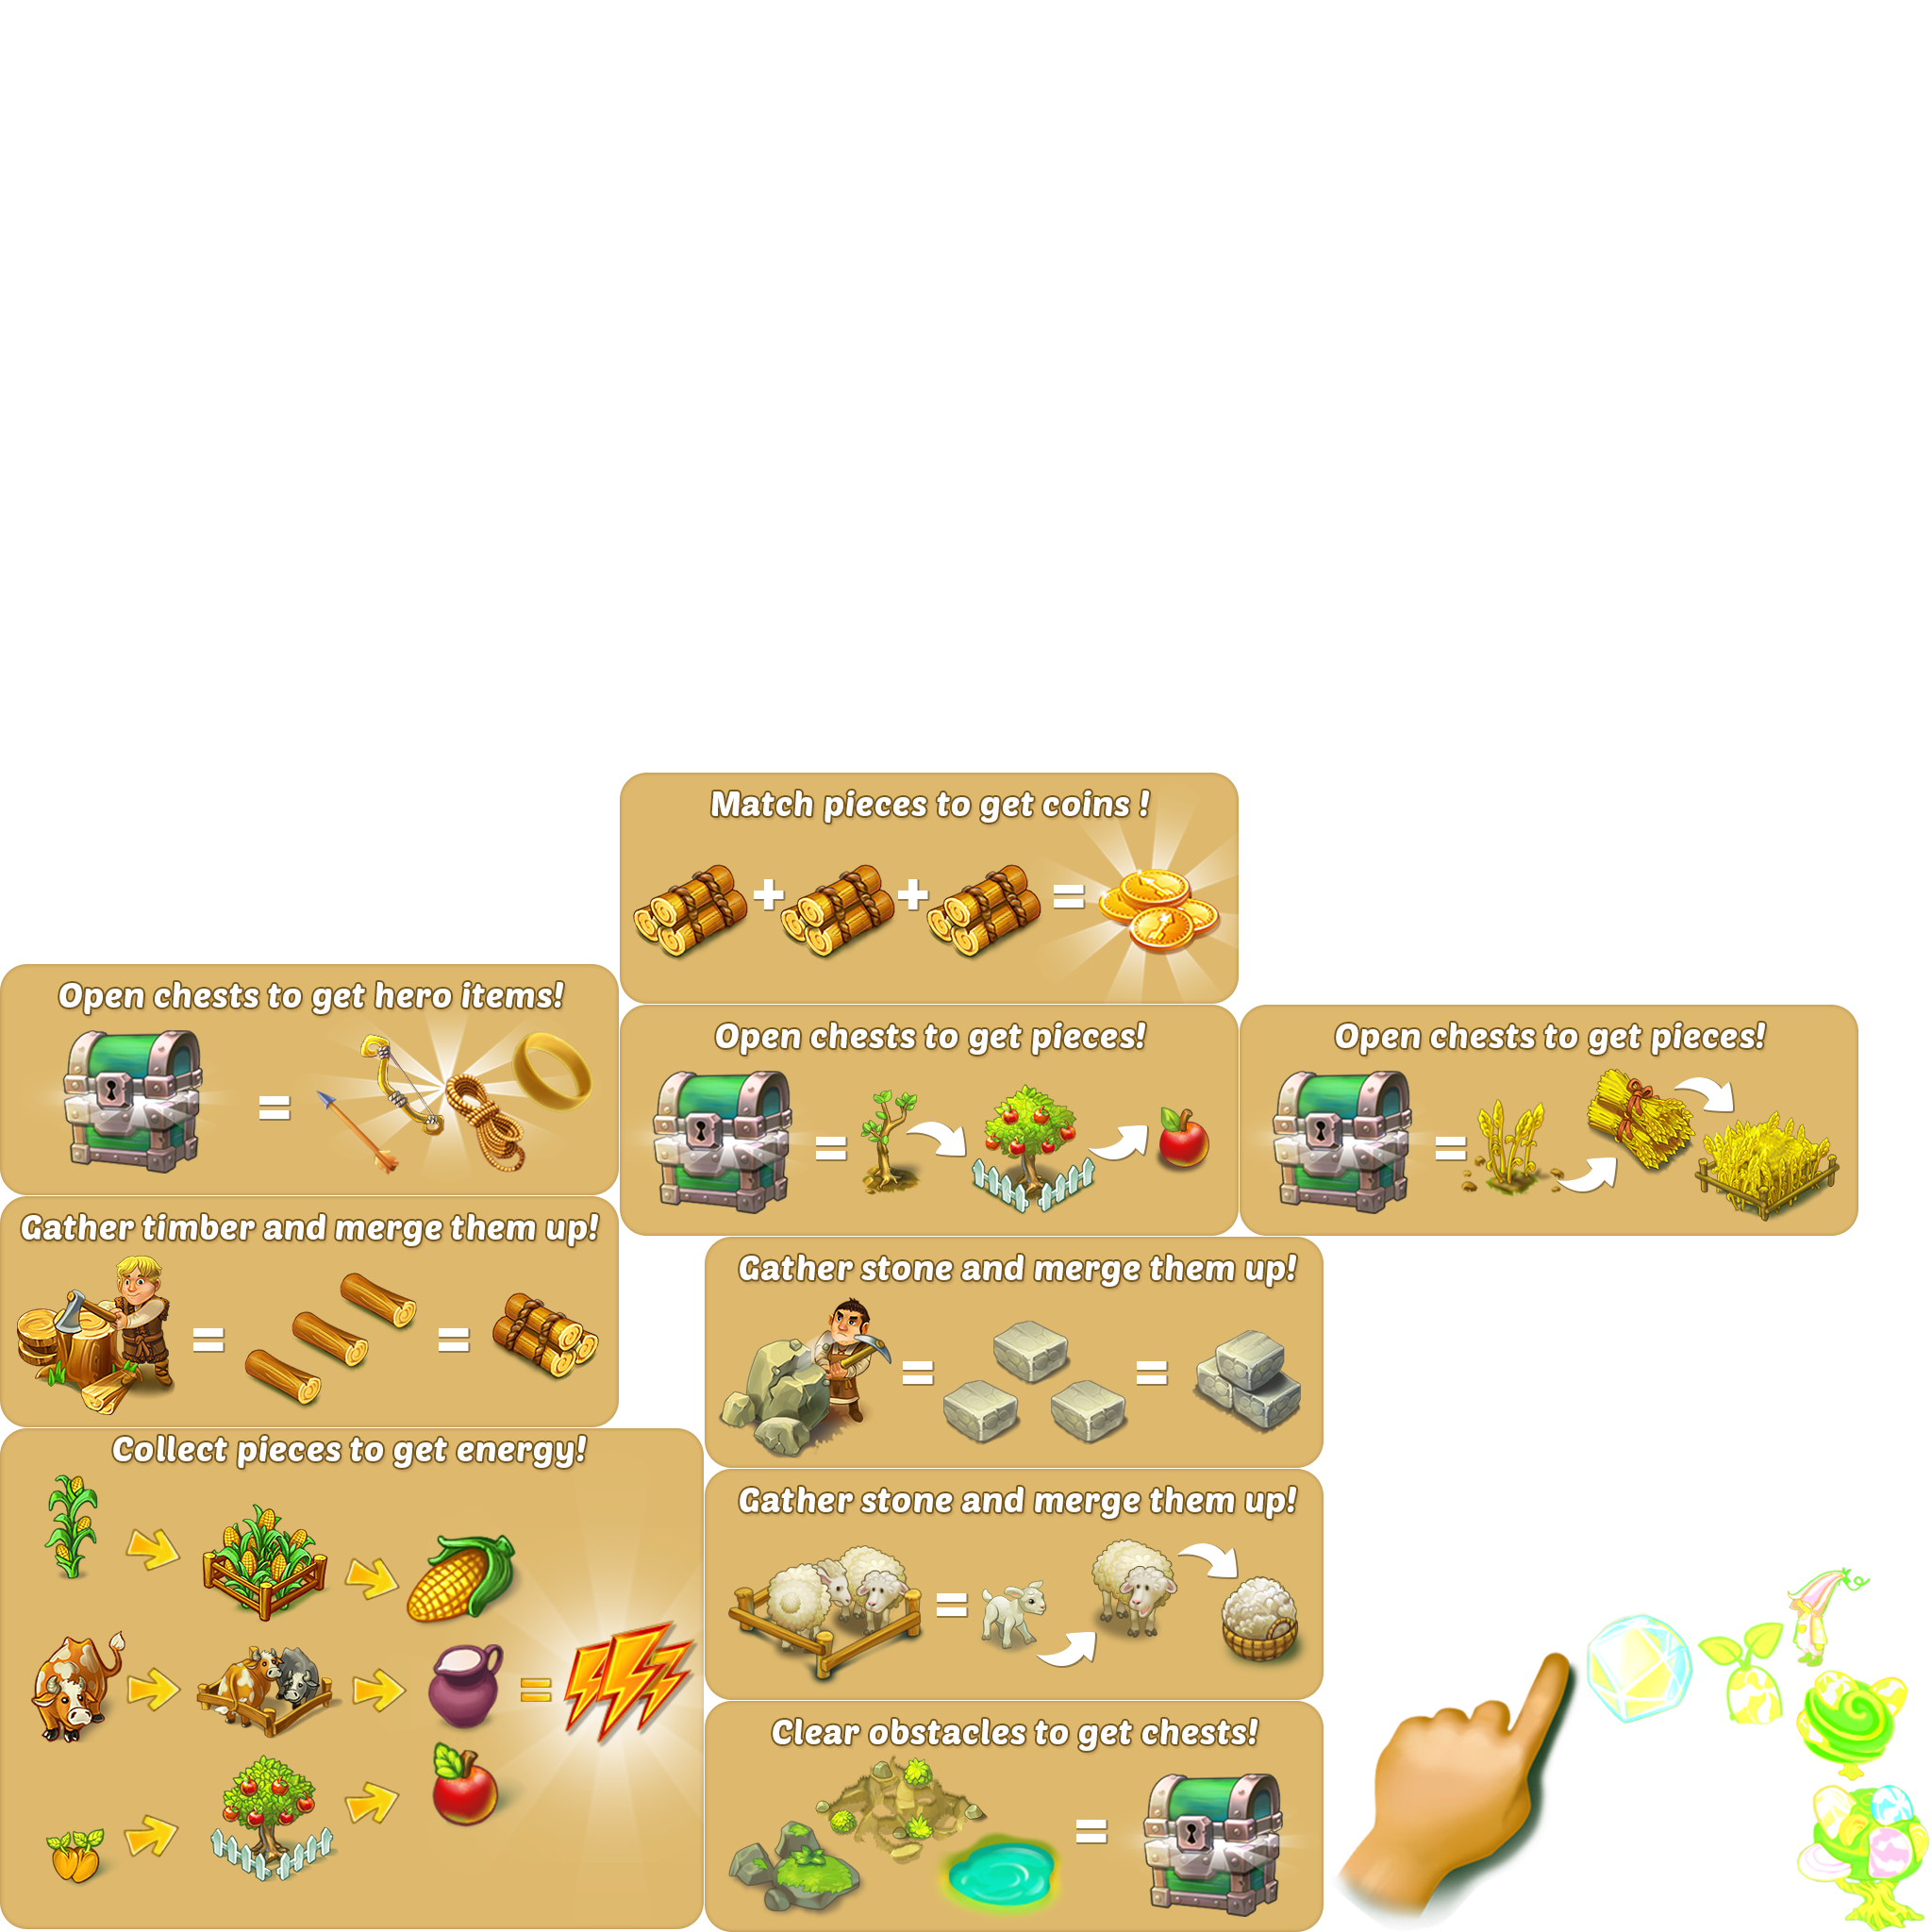 Match pieces to get coins !
Open chests to get hero items!
Open chests to get pieces!
Open chests to get pieces!
Gather timber and merge them up!
Gather stone and merge them up!
Collect pieces to get energy!
Gather stone and merge them up!
Clear obstacles to get chests!